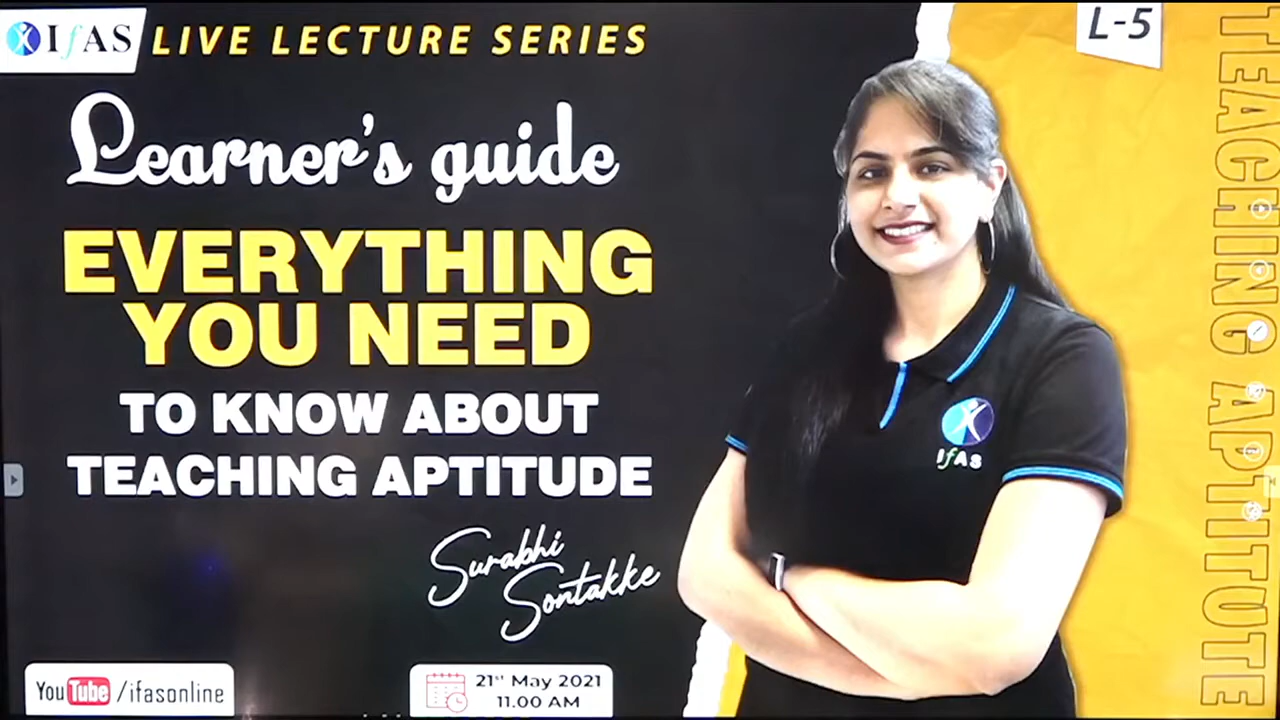 IfAS LIVE LECTURE SERIES
L-5
Learner's guide
EVERYTHING
YOU NEED
TO KNOW ABOUT
TEACHING APTITUDE
Surabhi
Sontakke
IfAS
YouTube /ifasonline
21st May 2021
11.00 AM
TEACHING APTITUDE